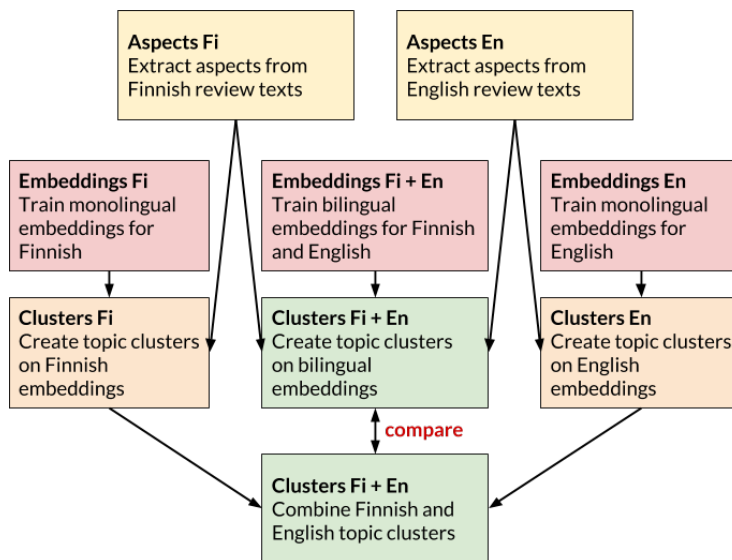 Aspects Fi
Extract aspects from
Finnish review texts
Aspects En
Extract aspects from
English review texts
Embeddings Fi
Train monolingual
embeddings for
Finnish
Embeddings Fi + En
Train bilingual
embeddings for Finnish
and English
Embeddings En
Train monolingual
embeddings for
English
Clusters Fi
Create topic clusters
on Finnish
embeddings
Clusters Fi + En
Create topic clusters
on bilingual
embeddings
Clusters En
Create topic clusters
on English
embeddings
compare
Clusters Fi + En
Combine Finnish and
English topic clusters